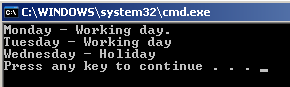 C:\WINDOWS\system32\cmd.exe
Monday - Working day.
Tuesday - Working day
Wednesday - Holiday
Press any key to continue . . . _